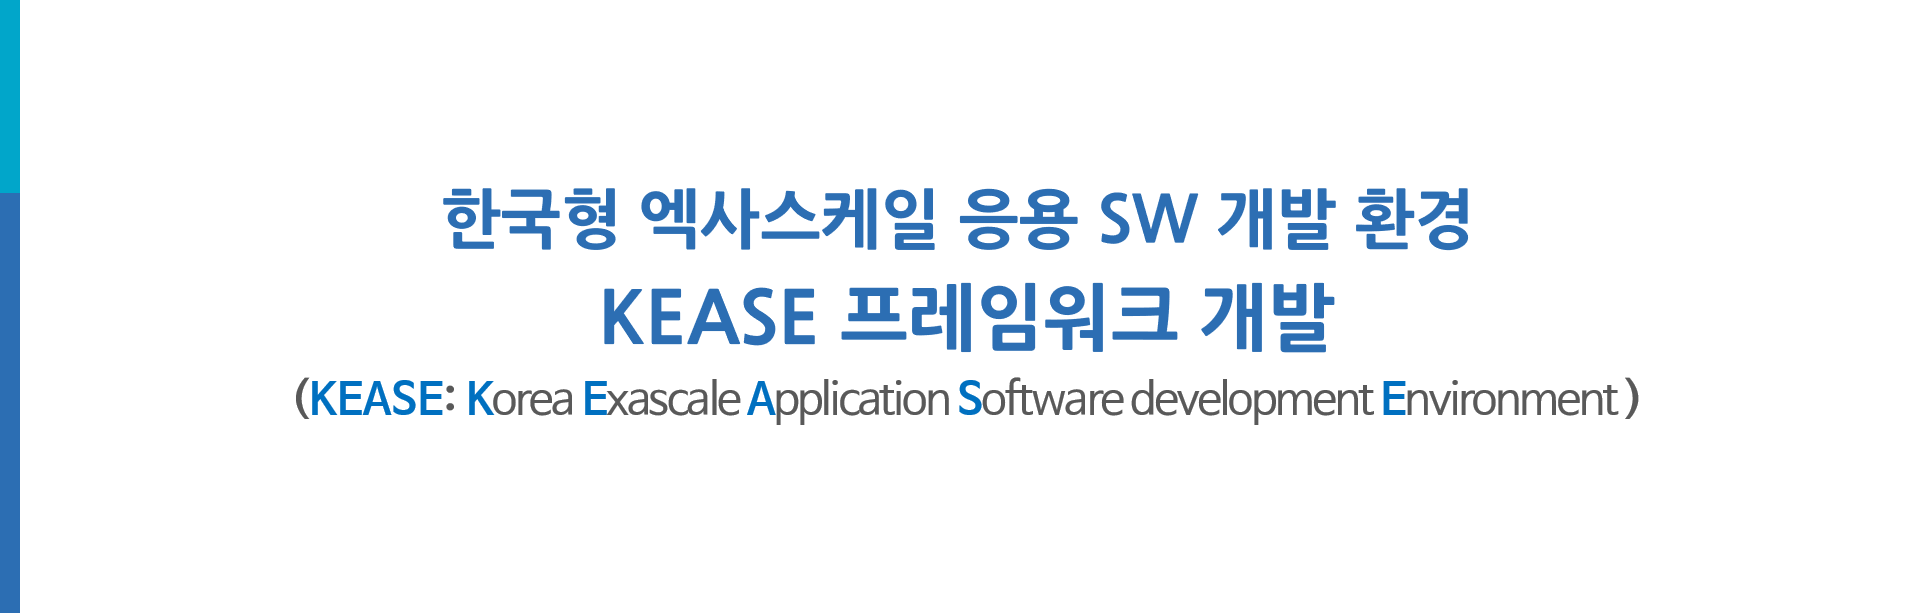 한국형 엑사스케일 응용 SW 개발 환경
KEASE 프레임워크 개발
(KEASE: Korea Exascale Application Software development Environment )